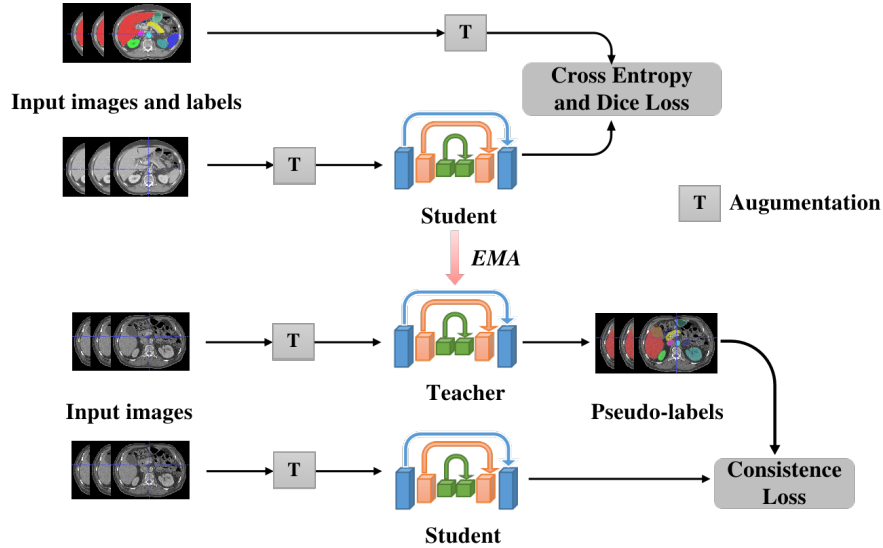 T
Cross Entropy
and Dice Loss
Input images and labels
T
Student
T
Augumentation
EMA
T
Teacher
Pseudo-labels
Input images
T
Student
Consistence
Loss